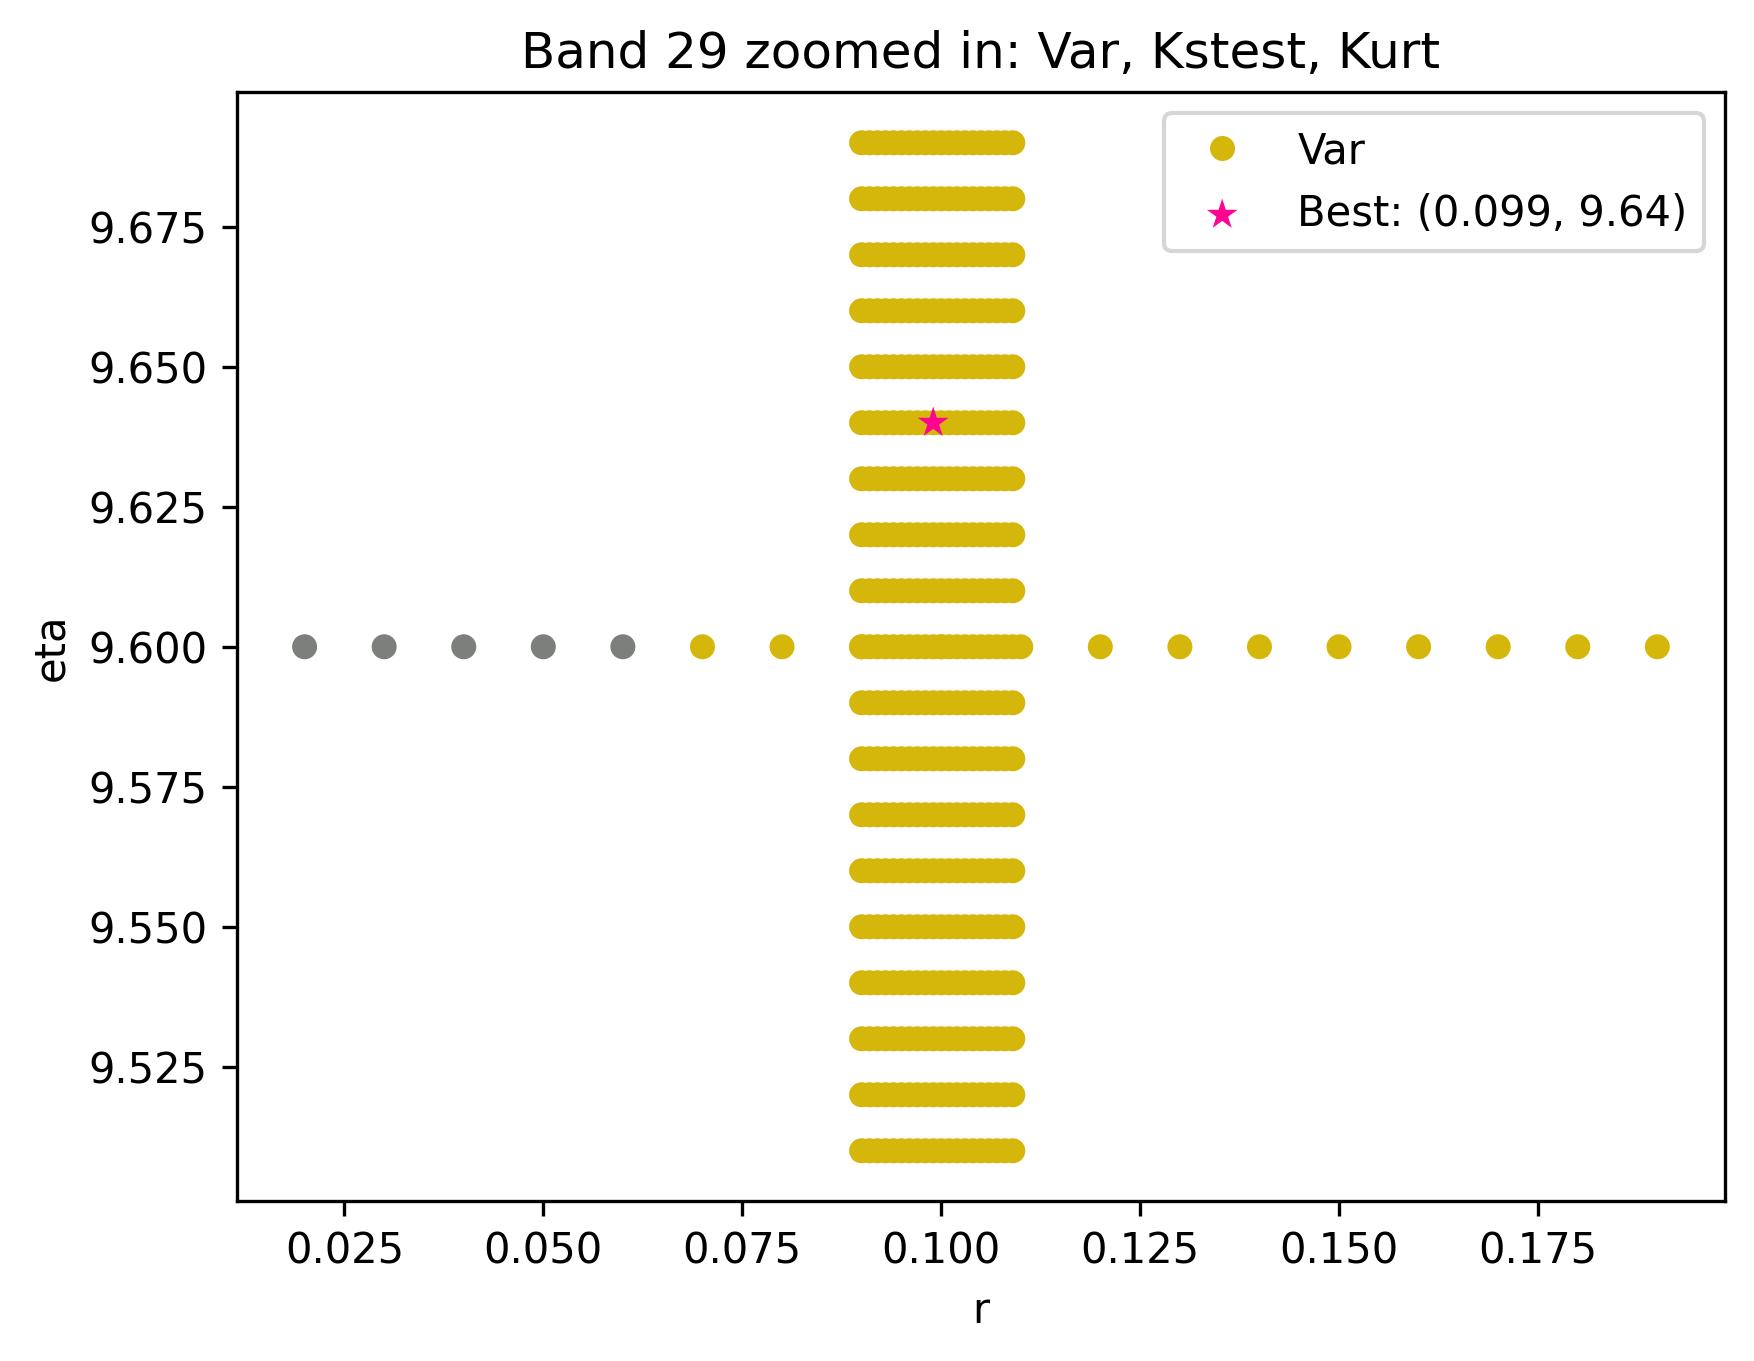 Band 29 zoomed in: Var, Kstest, Kurt
Var
Best: (0.099, 9.64)
9.675
9.650
9.625
9.600
9.575
9.550
9.525
eta
0.025 0.050 0.075 0.100 0.125 0.150 0.175
r